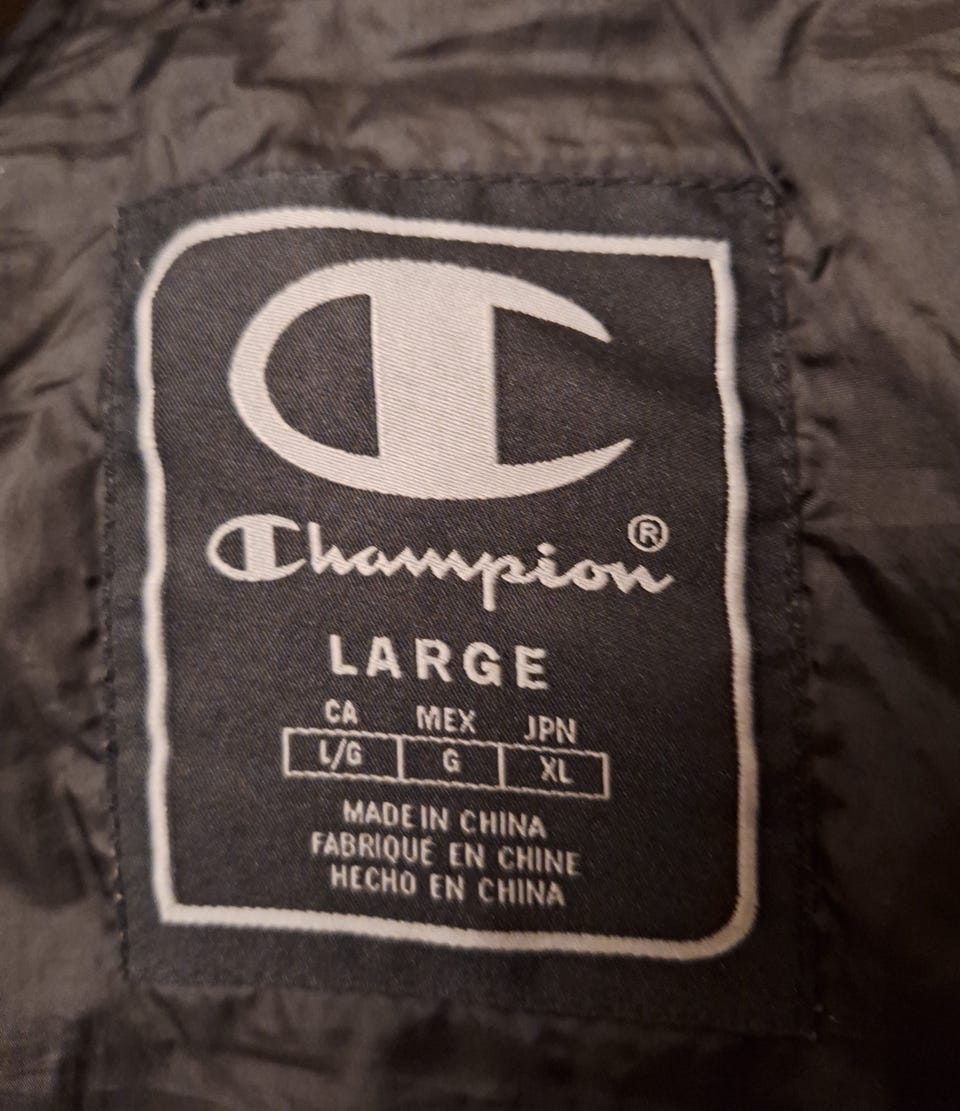 Champion®
LARGE
CA MEX JPN
L/G G XL
MADE IN CHINA
FABRIQUÉ EN CHINE
HECHO EN CHINA